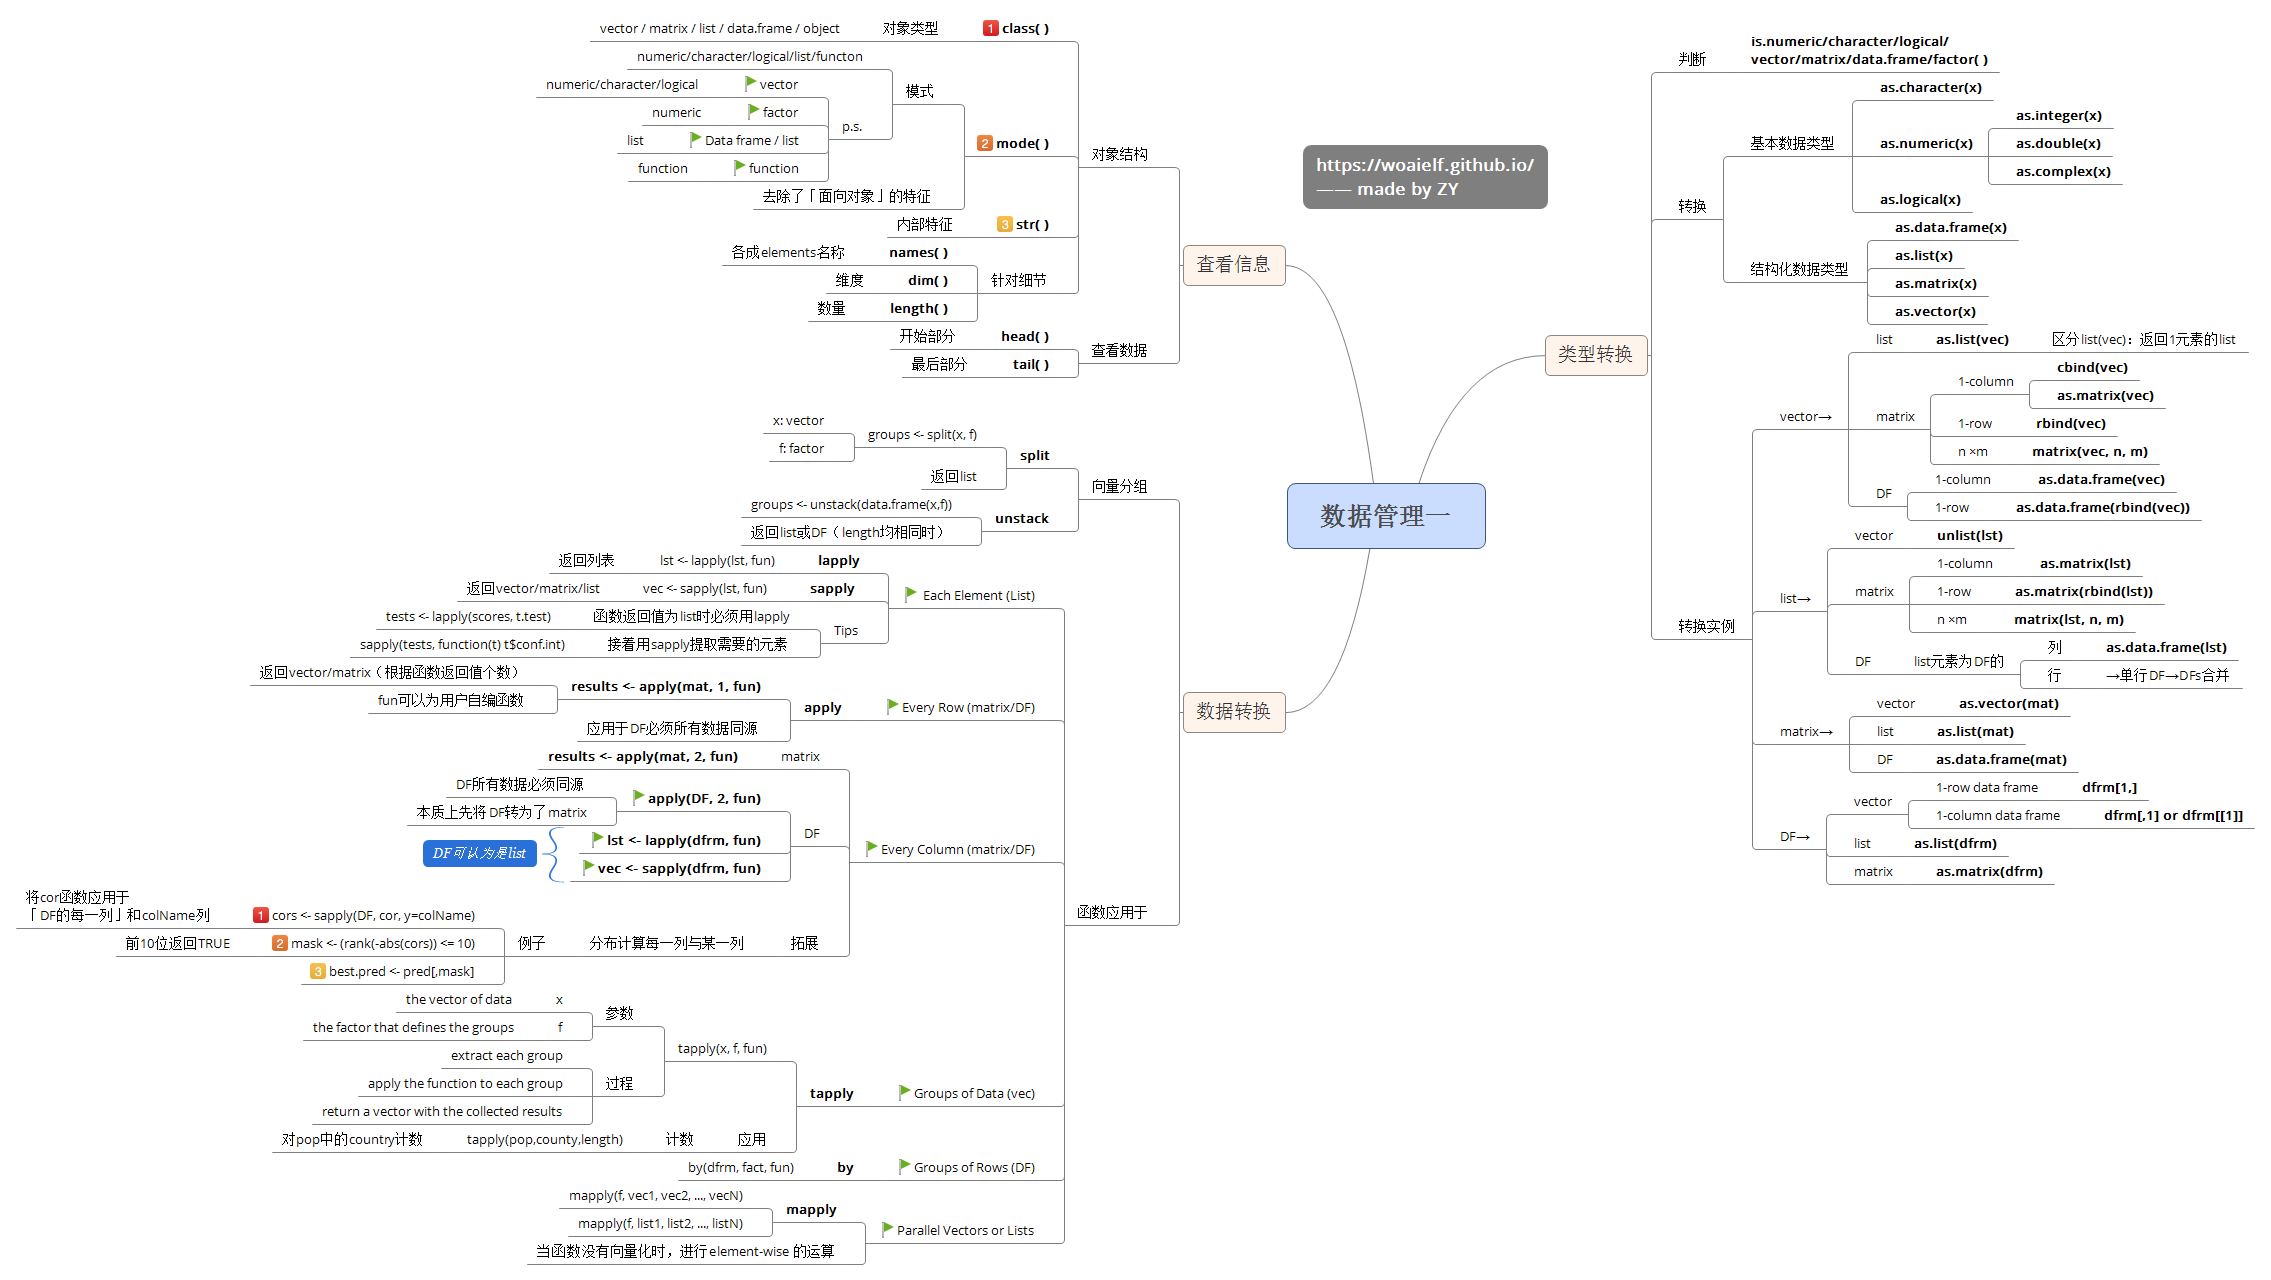 数据管理一
https://woaielf.github.io/
—— made by ZY
查看信息
对象结构
class( )
对象类型
vector / matrix / list / data.frame / object
mode( )
模式
numeric/character/logical/list/functon
p.s.
vector
numeric/character/logical
factor
numeric
Data frame / list
list
function
function
去除了「面向对象」的特征
str( )
内部特征
针对细节
names( )
各成elements名称
dim( )
维度
length( )
数量
查看数据
head( )
开始部分
tail( )
最后部分
数据转换
向量分组
split
groups <- split(x, f)
x: vector
f: factor
返回list
unstack
groups <- unstack(data.frame(x,f))
返回list或DF（length均相同时）
函数应用于
Each Element (List)
lapply
lst <- lapply(lst, fun)
返回列表
sapply
vec <- sapply(lst, fun)
返回vector/matrix/list
Tips
函数返回值为list时必须用lapply
tests <- lapply(scores, t.test)
接着用sapply提取需要的元素
sapply(tests, function(t) t$conf.int)
Every Row (matrix/DF)
apply
results <- apply(mat, 1, fun)
返回vector/matrix（根据函数返回值个数）
fun可以为用户自编函数
应用于DF必须所有数据同源
Every Column (matrix/DF)
matrix
results <- apply(mat, 2, fun)
DF
apply(DF, 2, fun)
DF所有数据必须同源
本质上先将DF转为了matrix
lst <- lapply(dfrm, fun)
vec <- sapply(dfrm, fun)
DF可认为是list
拓展
分布计算每一列与某一列
例子
1 cors <- sapply(DF, cor, y=colName)
将cor函数应用于
「DF的每一列」和colName列
2 mask <- (rank(-abs(cors)) <= 10)
前10位返回TRUE
3 best.pred <- pred[,mask]
Groups of Data (vec)
tapply
tapply(x, f, fun)
参数
x
the vector of data
f
the factor that defines the groups
过程
extract each group
apply the function to each group
return a vector with the collected results
应用
计数
tapply(pop,county,length)
对pop中的country计数
Groups of Rows (DF)
by
by(dfrm, fact, fun)
Parallel Vectors or Lists
mapply
mapply(f, vec1, vec2, ..., vecN)
mapply(f, list1, list2, ..., listN)
当函数没有向量化时，进行element-wise 的运算
类型转换
判断
is.numeric/character/logical/
vector/matrix/data.frame/factor( )
转换
基本数据类型
as.character(x)
as.numeric(x)
as.integer(x)
as.double(x)
as.complex(x)
as.logical(x)
结构化数据类型
as.data.frame(x)
as.list(x)
as.matrix(x)
as.vector(x)
转换实例
vector→
list
as.list(vec)
区分list(vec)：返回1元素的list
matrix
1-column
cbind(vec)
as.matrix(vec)
1-row
rbind(vec)
n ×m
matrix(vec, n, m)
DF
1-column
as.data.frame(vec)
1-row
as.data.frame(rbind(vec))
list→
vector
unlist(lst)
matrix
1-column
as.matrix(lst)
1-row
as.matrix(rbind(lst))
n ×m
matrix(lst, n, m)
DF
list元素为DF的
列
as.data.frame(lst)
行
→单行DF→DFs合并
matrix→
vector
as.vector(mat)
list
as.list(mat)
DF
as.data.frame(mat)
DF→
vector
1-row data frame
dfrm[1,]
1-column data frame
dfrm[,1] or dfrm[[1]]
list
as.list(dfrm)
matrix
as.matrix(dfrm)